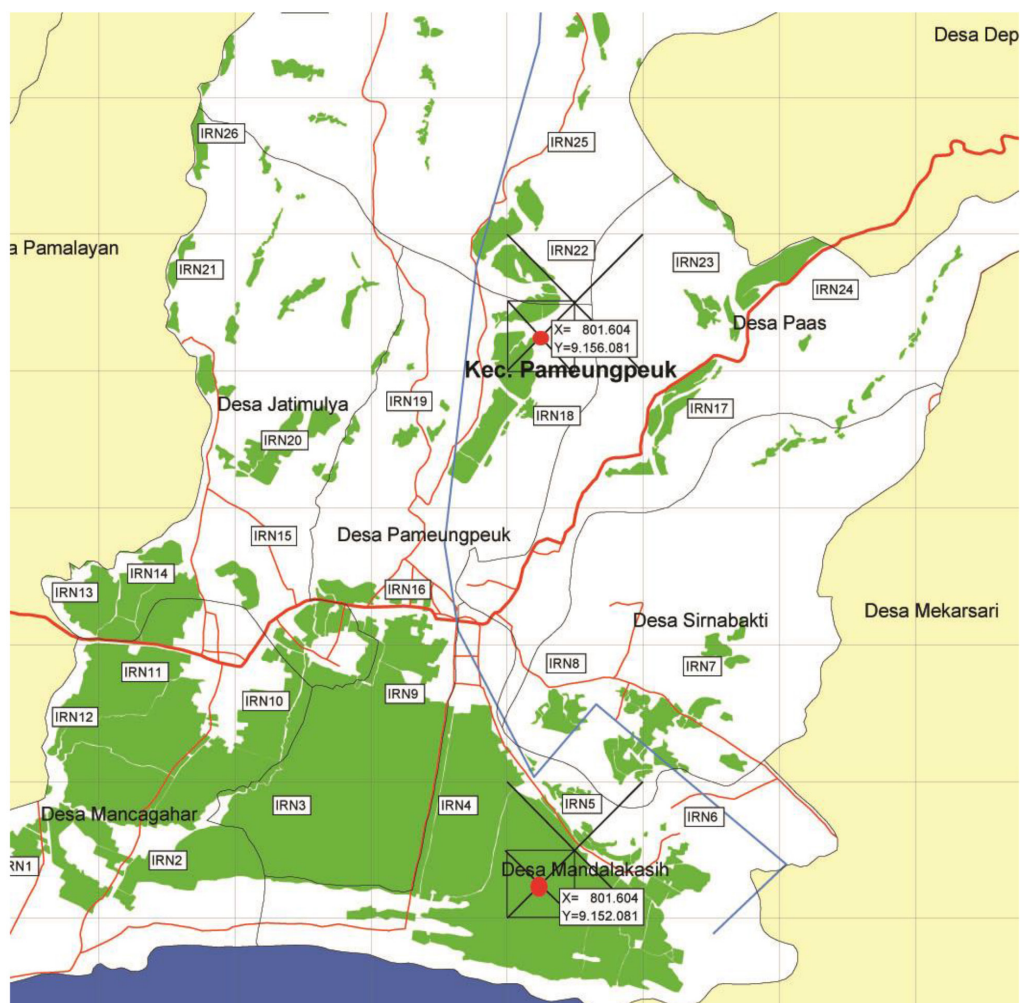 Desa Dep
IRN26
IRN25
a Pamalayan
IRN22
IRN21
IRN23
IRN24
X= 801.604
Y=9.156.081
Desa Paas
Kec. Pameungpeuk
Desa Jatimulya
IRN19
IRN18
IRN17
IRN20
IRN15
Desa Pameungpeuk
IRN14
IRN13
IRN16
Desa Sirnabakti
Desa Mekarsari
IRN11
IRN8
IRN7
IRN12
IRN10
IRN9
IRN3
IRN4
IRN5
Desa Mancagahar
IRN6
RN1
IRN2
Desa Mandalakasih
X= 801.604
Y=9.152.081